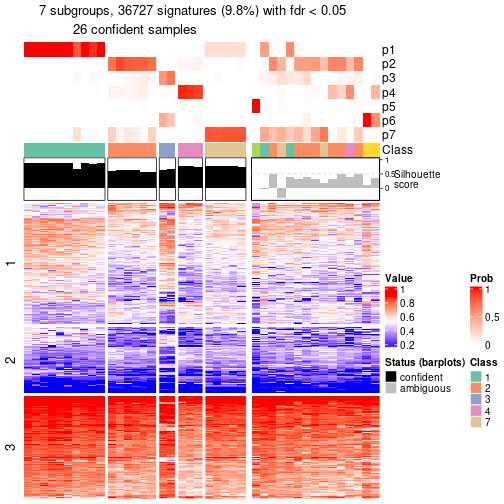 7 subgroups, 36727 signatures (9.8%) with fdr < 0.05
26 confident samples
p1
p2
p3
p4
p5
p6
p7
Class
1
0.5
0
Silhouette
score
1
2
3
Value
1
0.8
0.6
0.4
0.2
Prob
1
0.5
0
Status (barplots)
confident
ambiguous
Class
1
2
3
4
7